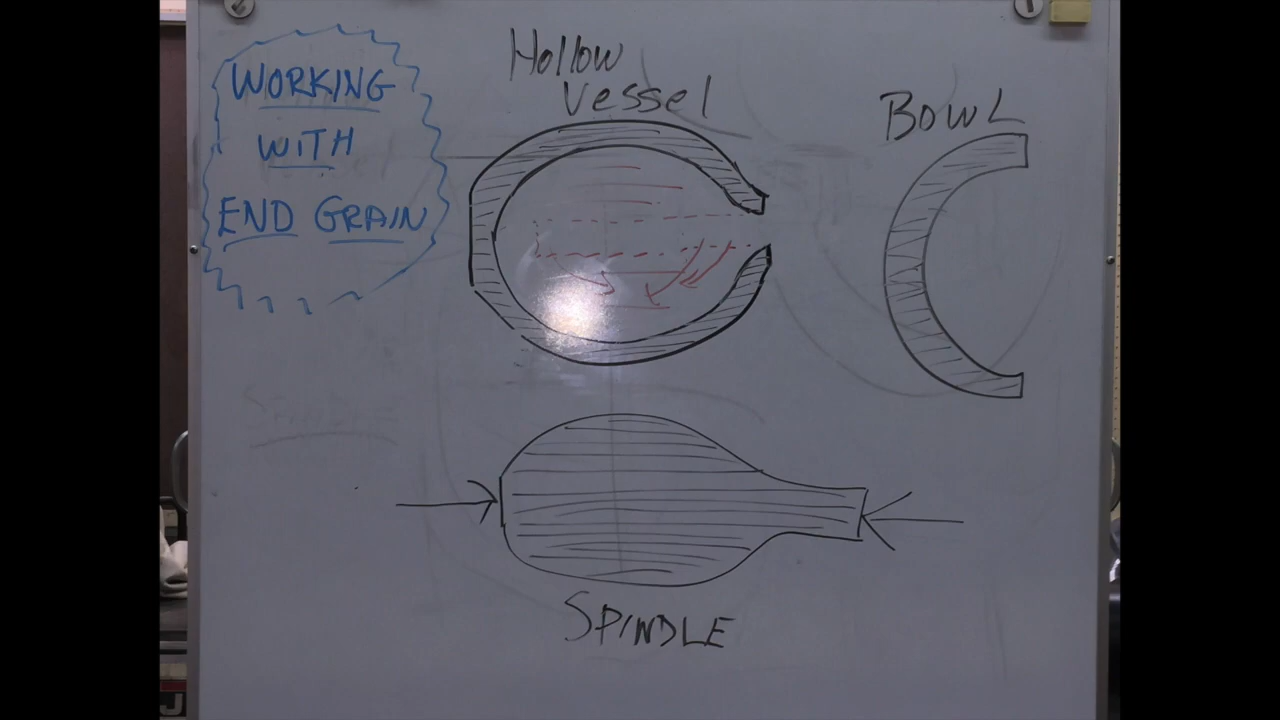 WORKING
WITH
END GRAIN
Hollow
Vessel
BOWL
SPINDLE